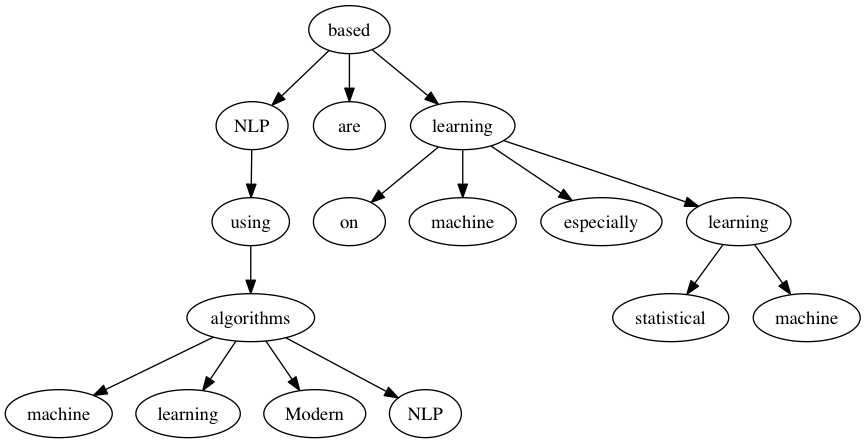 based
NLP are learning
using on machine especially learning
algorithms statistical machine
machine learning Modern NLP